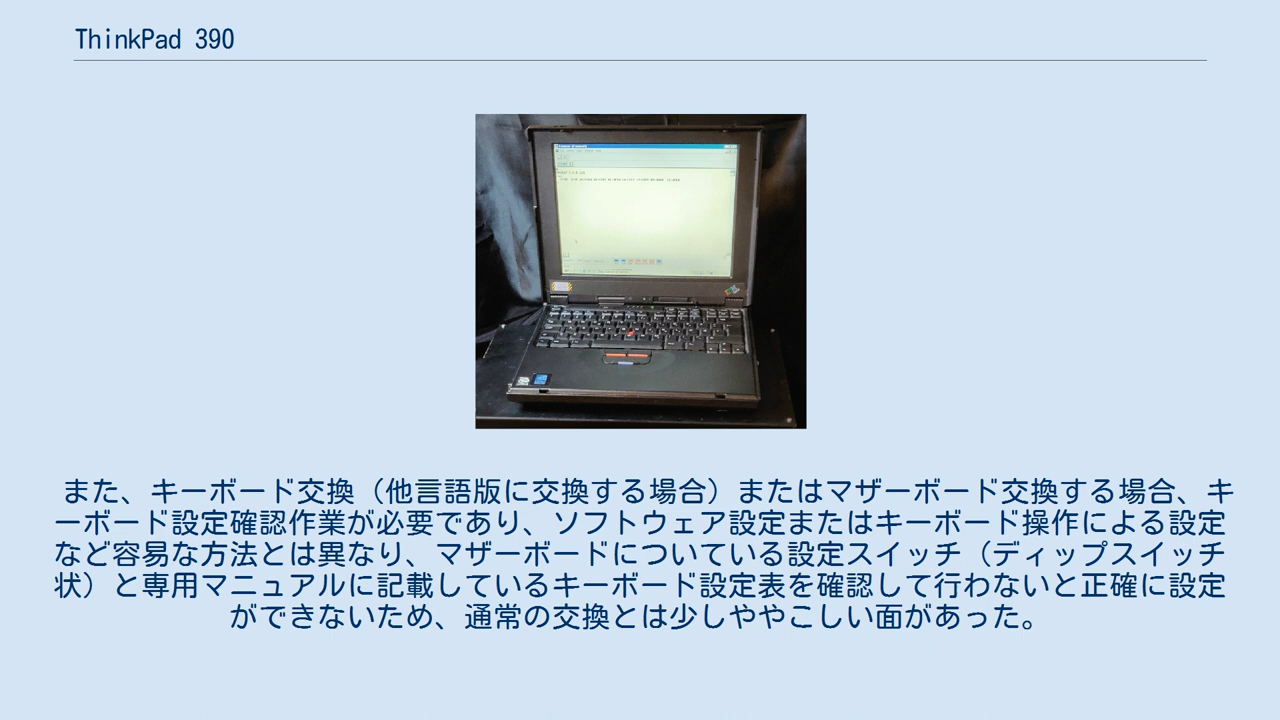 ThinkPad 390
また、キーボード交換（他言語版に交換する場合）またはマザーボード交換する場合、キ
ーボード設定確認作業が必要であり、ソフトウェア設定またはキーボード操作による設定
など容易な方法とは異なり、マザーボードについている設定スイッチ（ディップスイッチ
状）と専用マニュアルに記載しているキーボード設定表を確認して行わないと正確に設定
ができないため、通常の交換とは少しややこしい面があった。